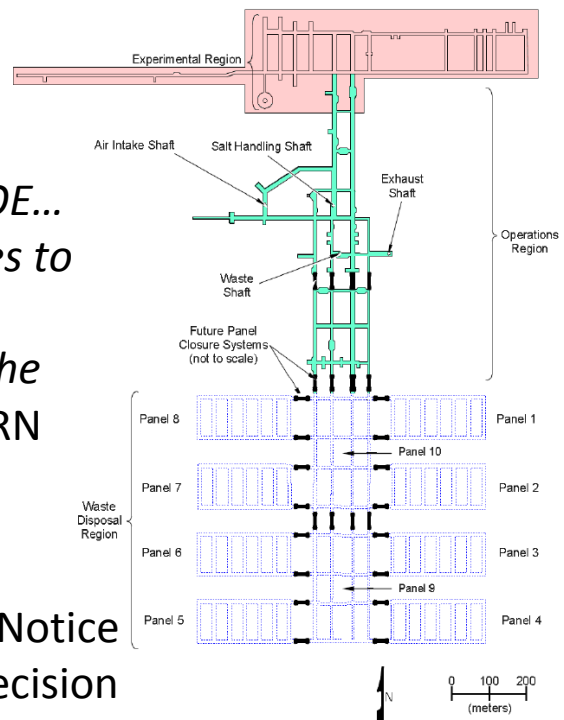 Experimental Region
Air Intake Shaft
Salt Handling Shaft
DE...
Exhaust
Shaft
es to
Operations
Region
Waste
Shaft
Future Panel
Closure Systems
(not to scale)
he
RN
Panel 8
Panel 1
Panel 10
Panel 7
Panel 2
Waste
Disposal
Region
Panel 6
Panel 3
Panel 9
Notice
Panel 5
Panel 4
ecision
N
0 100 200
(meters)